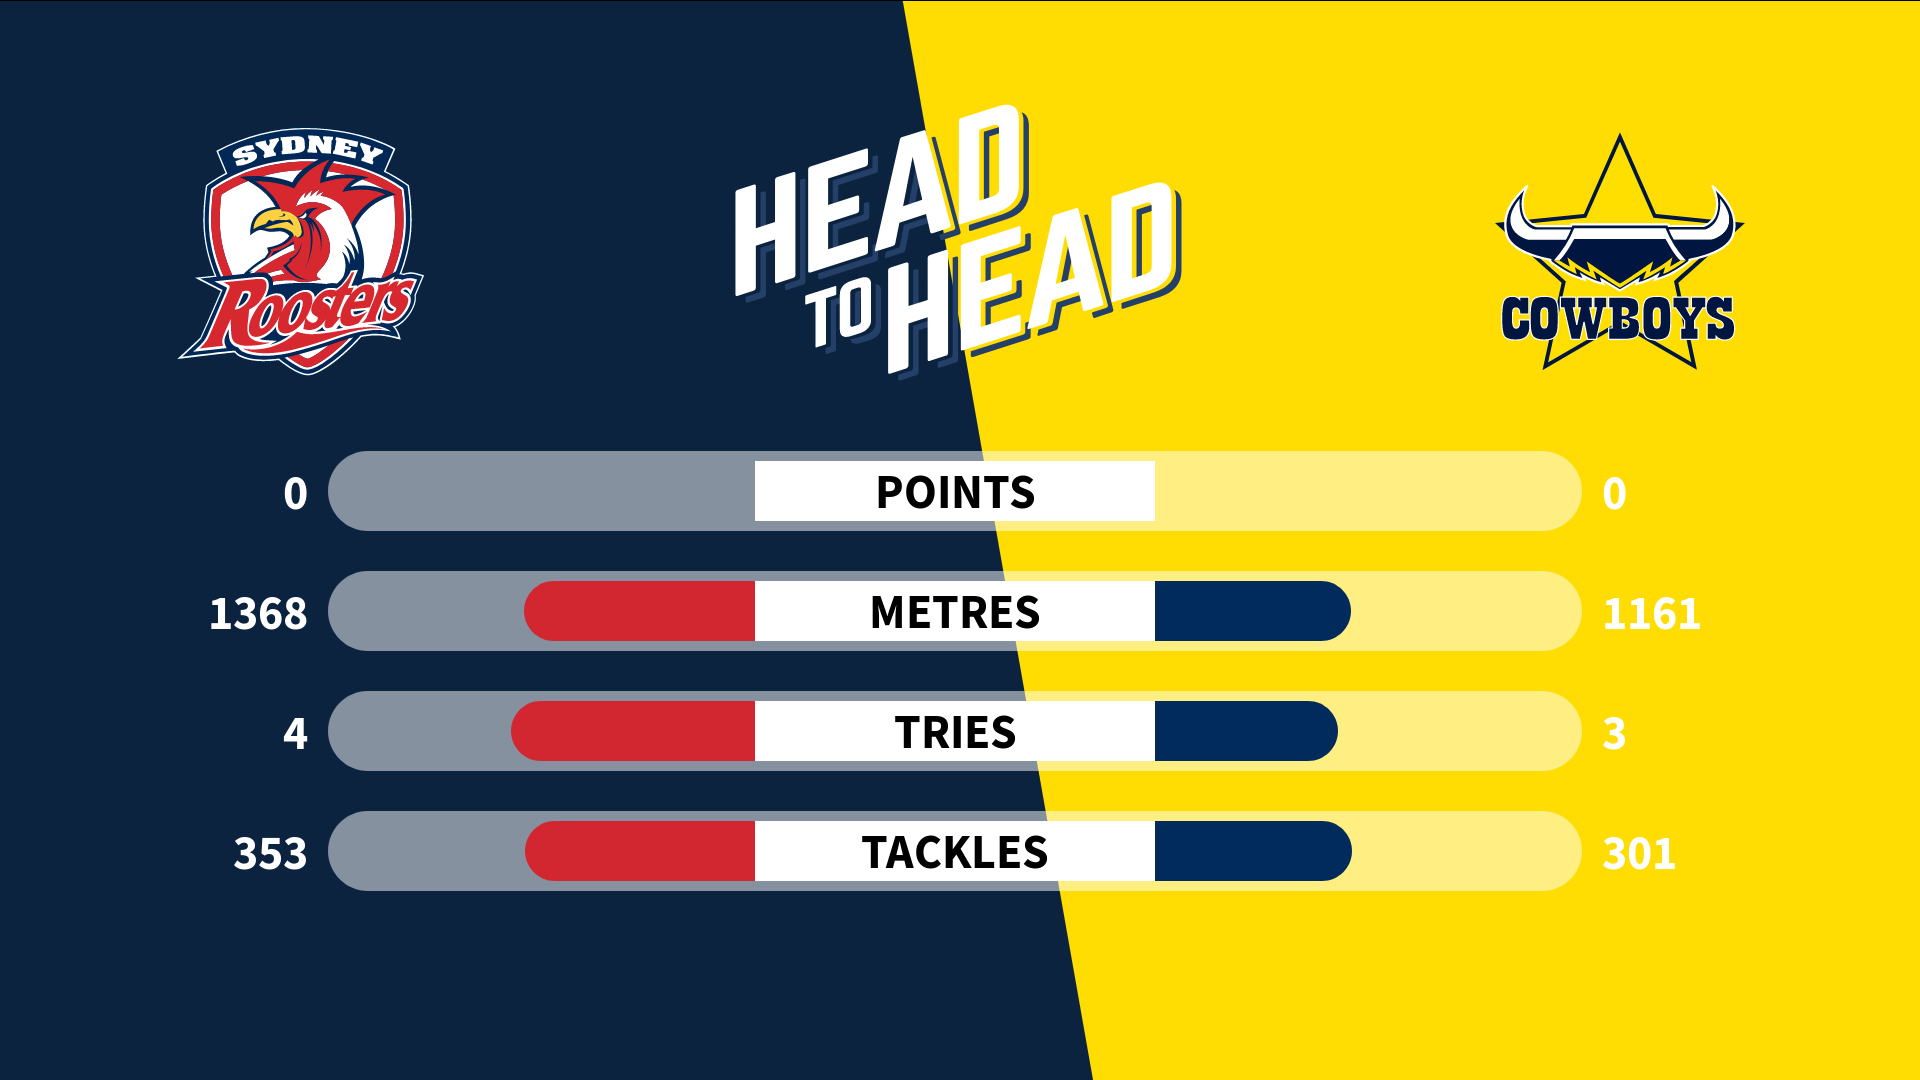 SYDNEY
Roosters
HEAD
TO HEAD
COWBOYS
0 POINTS 0
1368 METRES 1161
4 TRIES 3
353 TACKLES 301